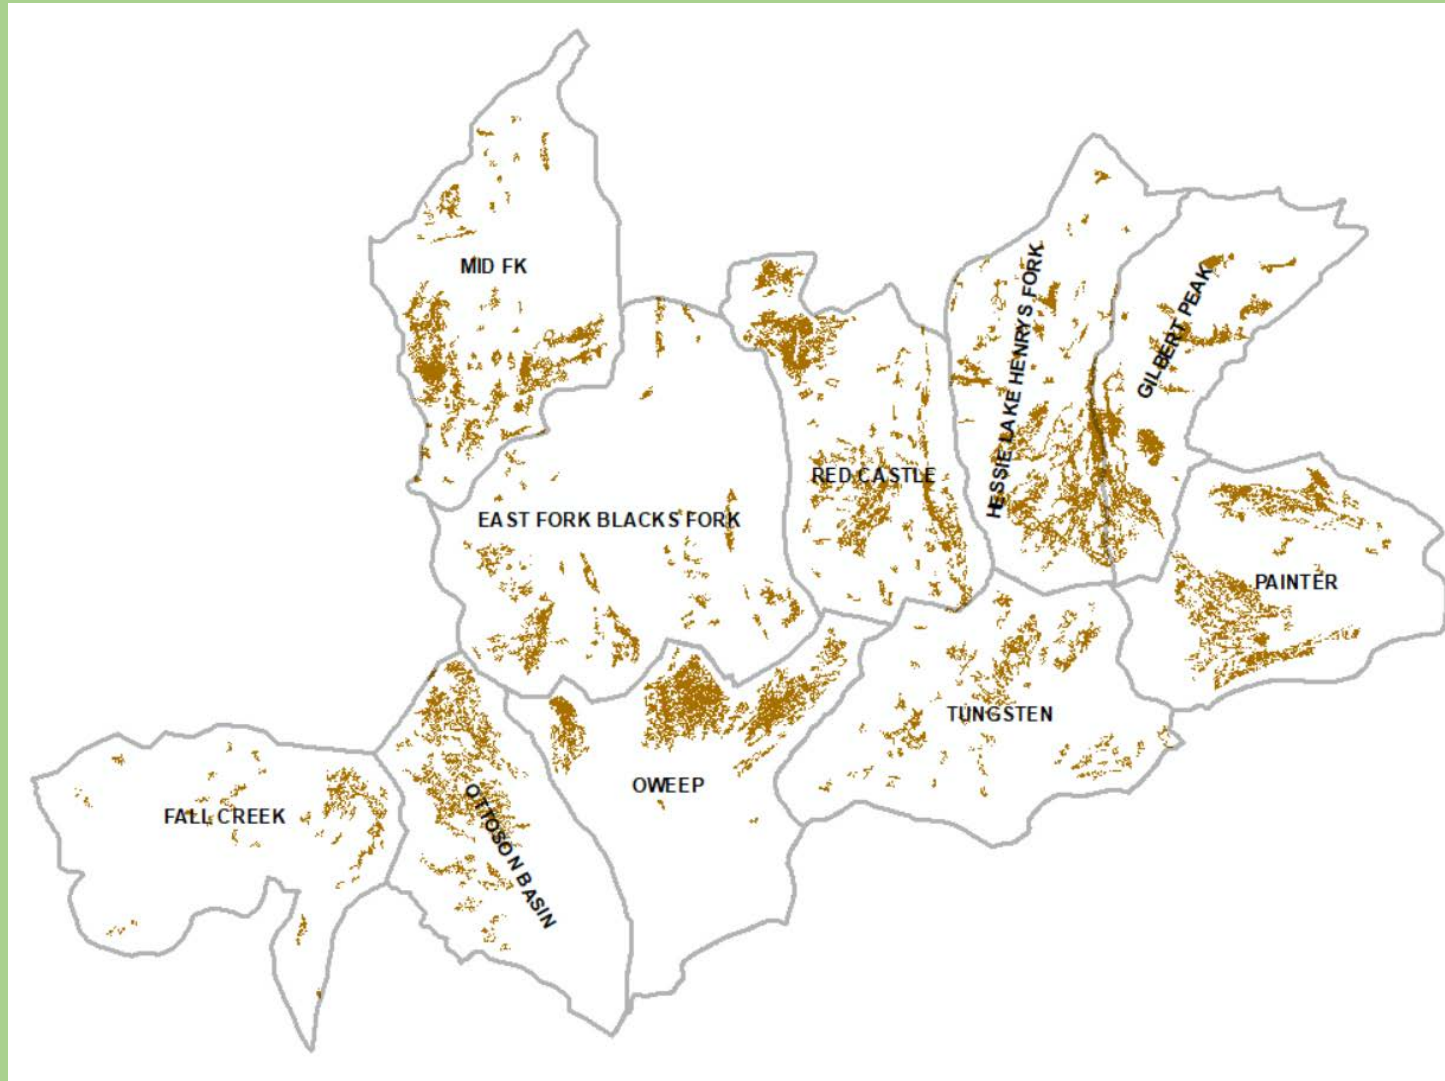 MID FK
HESSIE LAKE HENRYS FORK
GILBERT PEAK
RED CASTLE
EAST FORK BLACKS FORK
PAINTER
TUNGSTEN
OWEEP
FALL CREEK
OTTOSON BASIN